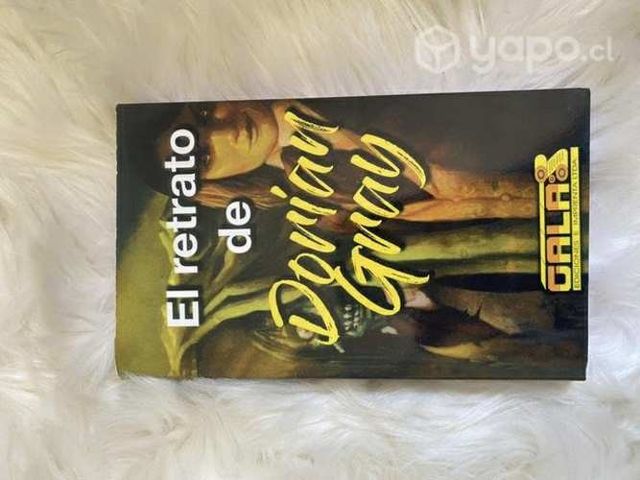 yapo.cl
El retrato
de
Dorian
Gray
GALA
EDICIONES E IMPRENTA LTDA.